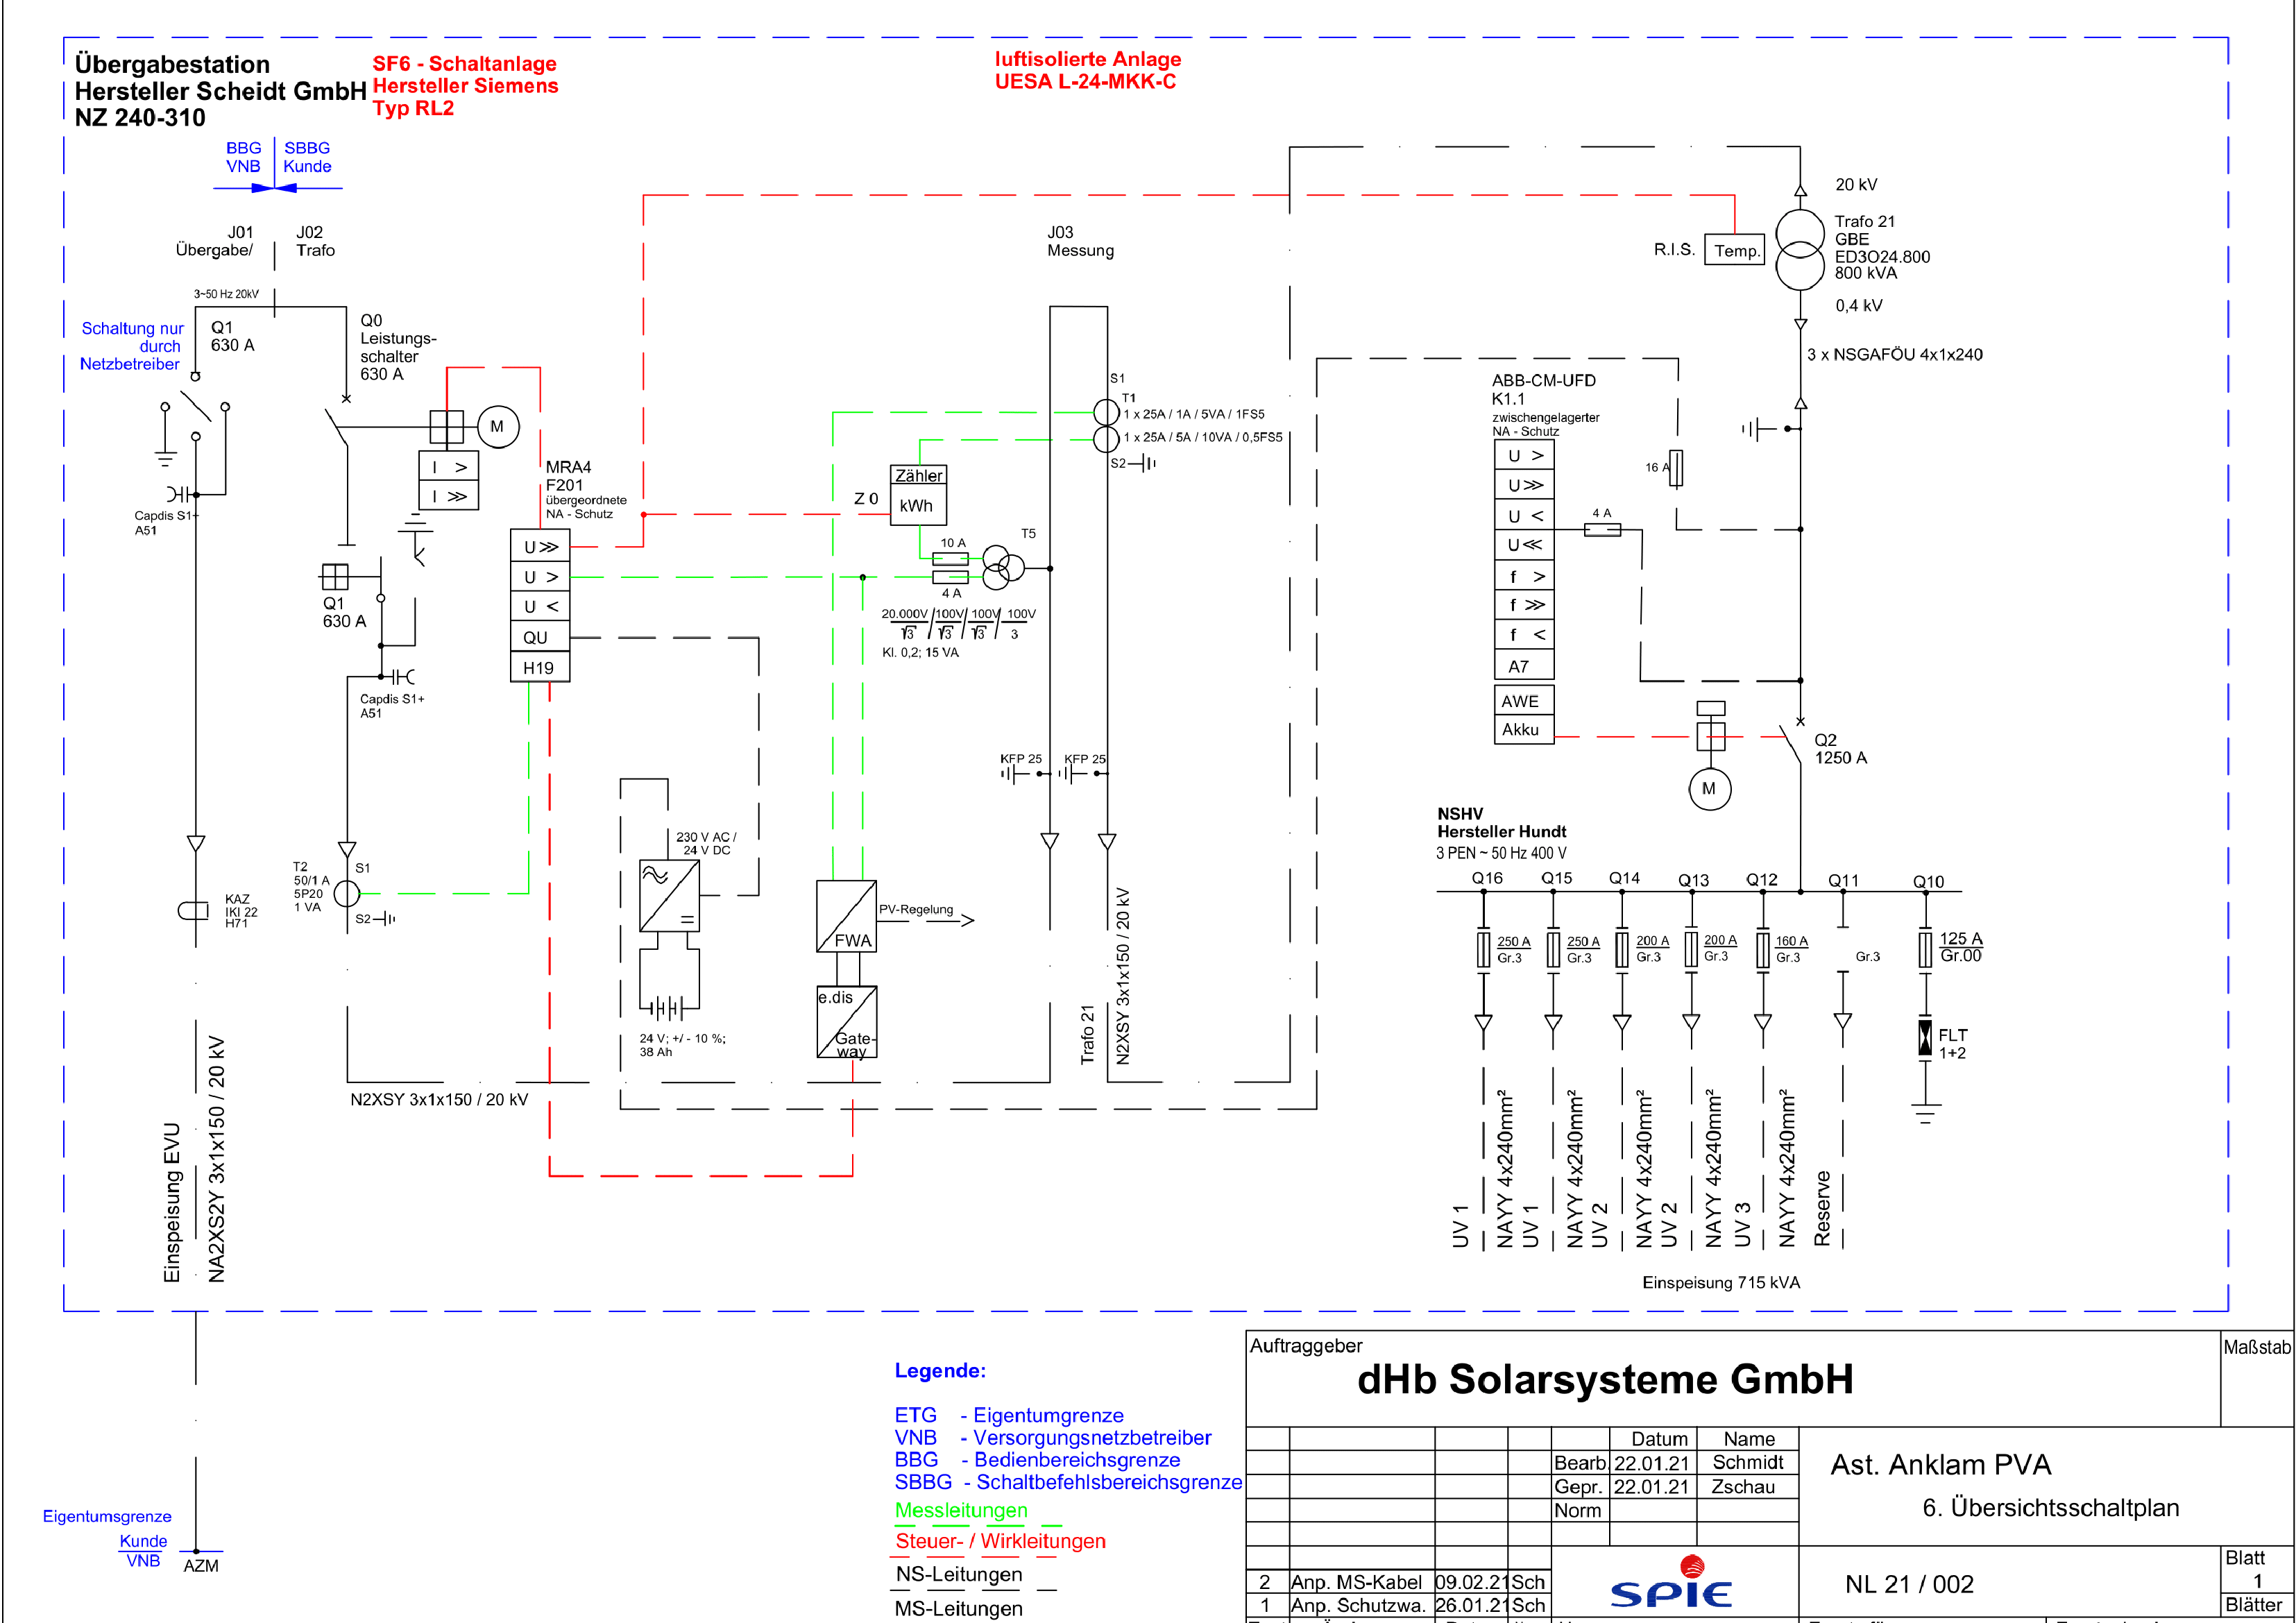 Übergabestation
Hersteller Scheidt GmbH
NZ 240-310
SF6 - Schaltanlage
Hersteller Siemens
Typ RL2
luftisolierte Anlage
UESA L-24-MKK-C
BBG
VNB
SBBG
Kunde
J01
Übergabe/
J02
Trafo
J03
Messung
3~50 Hz 20kV
Schaltung nur
durch
Netzbetreiber
Q1
630 A
Q0
Leistungs-
schalter
630 A
M
I >
I >>
Capdis S1+
A51
Q1
630 A
Capdis S1+
A51
MRA4
F201
übergeordnete
NA - Schutz
U >>
U >
U <
QU
H19
Z 0
Zähler
kWh
10 A
4 A
T5
20.000V/√3 / 100V/√3 / 100V/√3 / 100V/3
Kl. 0,2; 15 VA
S1
T1
1 x 25A / 1A / 5VA / 1FS5
1 x 25A / 5A / 10VA / 0,5FS5
S2
KFP 25
KFP 25
20 kV
Trafo 21
GBE
ED3O24.800
800 kVA
R.I.S.
Temp.
0,4 kV
3 x NSGAFÖU 4x1x240
ABB-CM-UFD
K1.1
zwischengelagerter
NA - Schutz
U >
U >>
U <
U <<
f >
f >>
f <
A7
AWE
Akku
16 A
4 A
Q2
1250 A
M
T2
50/1 A
5P20
1 VA
S1
S2
KAZ
IKI 22
H71
230 V AC /
24 V DC
24 V; +/ - 10 %;
38 Ah
FWA
PV-Regelung
e.dis
Gate-
way
Trafo 21
N2XSY 3x1x150 / 20 kV
N2XSY 3x1x150 / 20 kV
Einspeisung EVU
NA2XS2Y 3x1x150 / 20 kV
NSHV
Hersteller Hundt
3 PEN ~ 50 Hz 400 V
Q16
Q15
Q14
Q13
Q12
Q11
Q10
250 A
Gr.3
250 A
Gr.3
200 A
Gr.3
200 A
Gr.3
160 A
Gr.3
Gr.3
125 A
Gr.00
FLT
1+2
UV 1
NAYY 4x240mm²
UV 1
NAYY 4x240mm²
UV 2
NAYY 4x240mm²
UV 2
NAYY 4x240mm²
UV 3
NAYY 4x240mm²
Reserve
Einspeisung 715 kVA
Eigentumsgrenze
Kunde
VNB
AZM
Legende:
ETG - Eigentumgrenze
VNB - Versorgungsnetzbetreiber
BBG - Bedienbereichsgrenze
SBBG - Schaltbefehlsbereichsgrenze
Messleitungen
Steuer- / Wirkleitungen
NS-Leitungen
MS-Leitungen
Auftraggeber
dHb Solarsysteme GmbH
Maßstab
Datum Name
Bearb. 22.01.21 Schmidt
Gepr. 22.01.21 Zschau
Norm
Ast. Anklam PVA
6. Übersichtsschaltplan
2 Anp. MS-Kabel 09.02.21 Sch
1 Anp. Schutzwa. 26.01.21 Sch
SPIE
NL 21 / 002
Blatt
1
Blätter